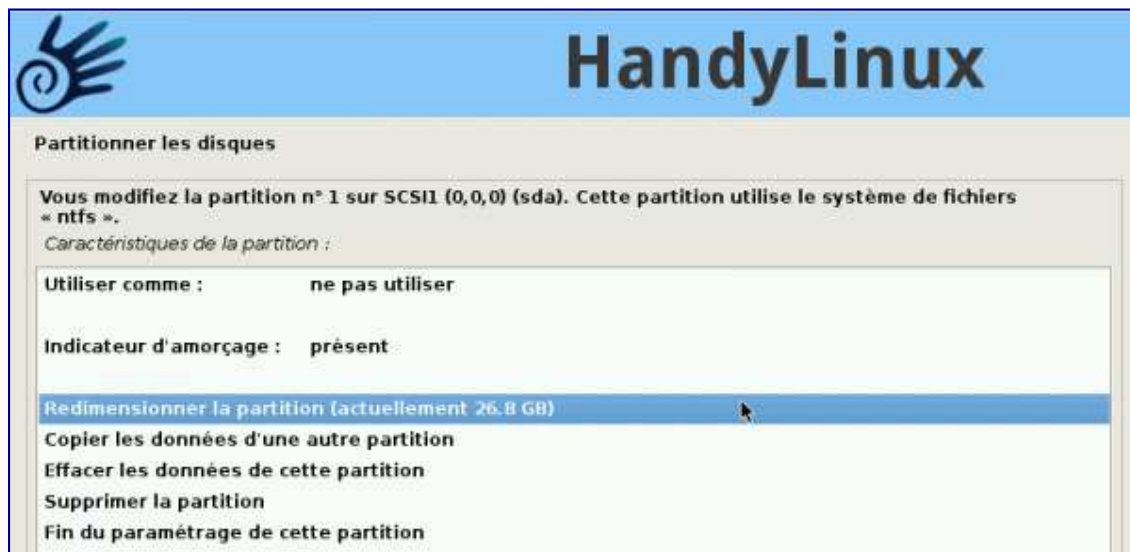 HandyLinux
Partitionner les disques
Vous modifiez la partition n° 1 sur SCSI1 (0,0,0) (sda). Cette partition utilise le système de fichiers
« ntfs ».
Caractéristiques de la partition :
Utiliser comme : ne pas utiliser
Indicateur d'amorçage : présent
Redimensionner la partition (actuellement 26.8 GB)
Copier les données d'une autre partition
Effacer les données de cette partition
Supprimer la partition
Fin du paramétrage de cette partition